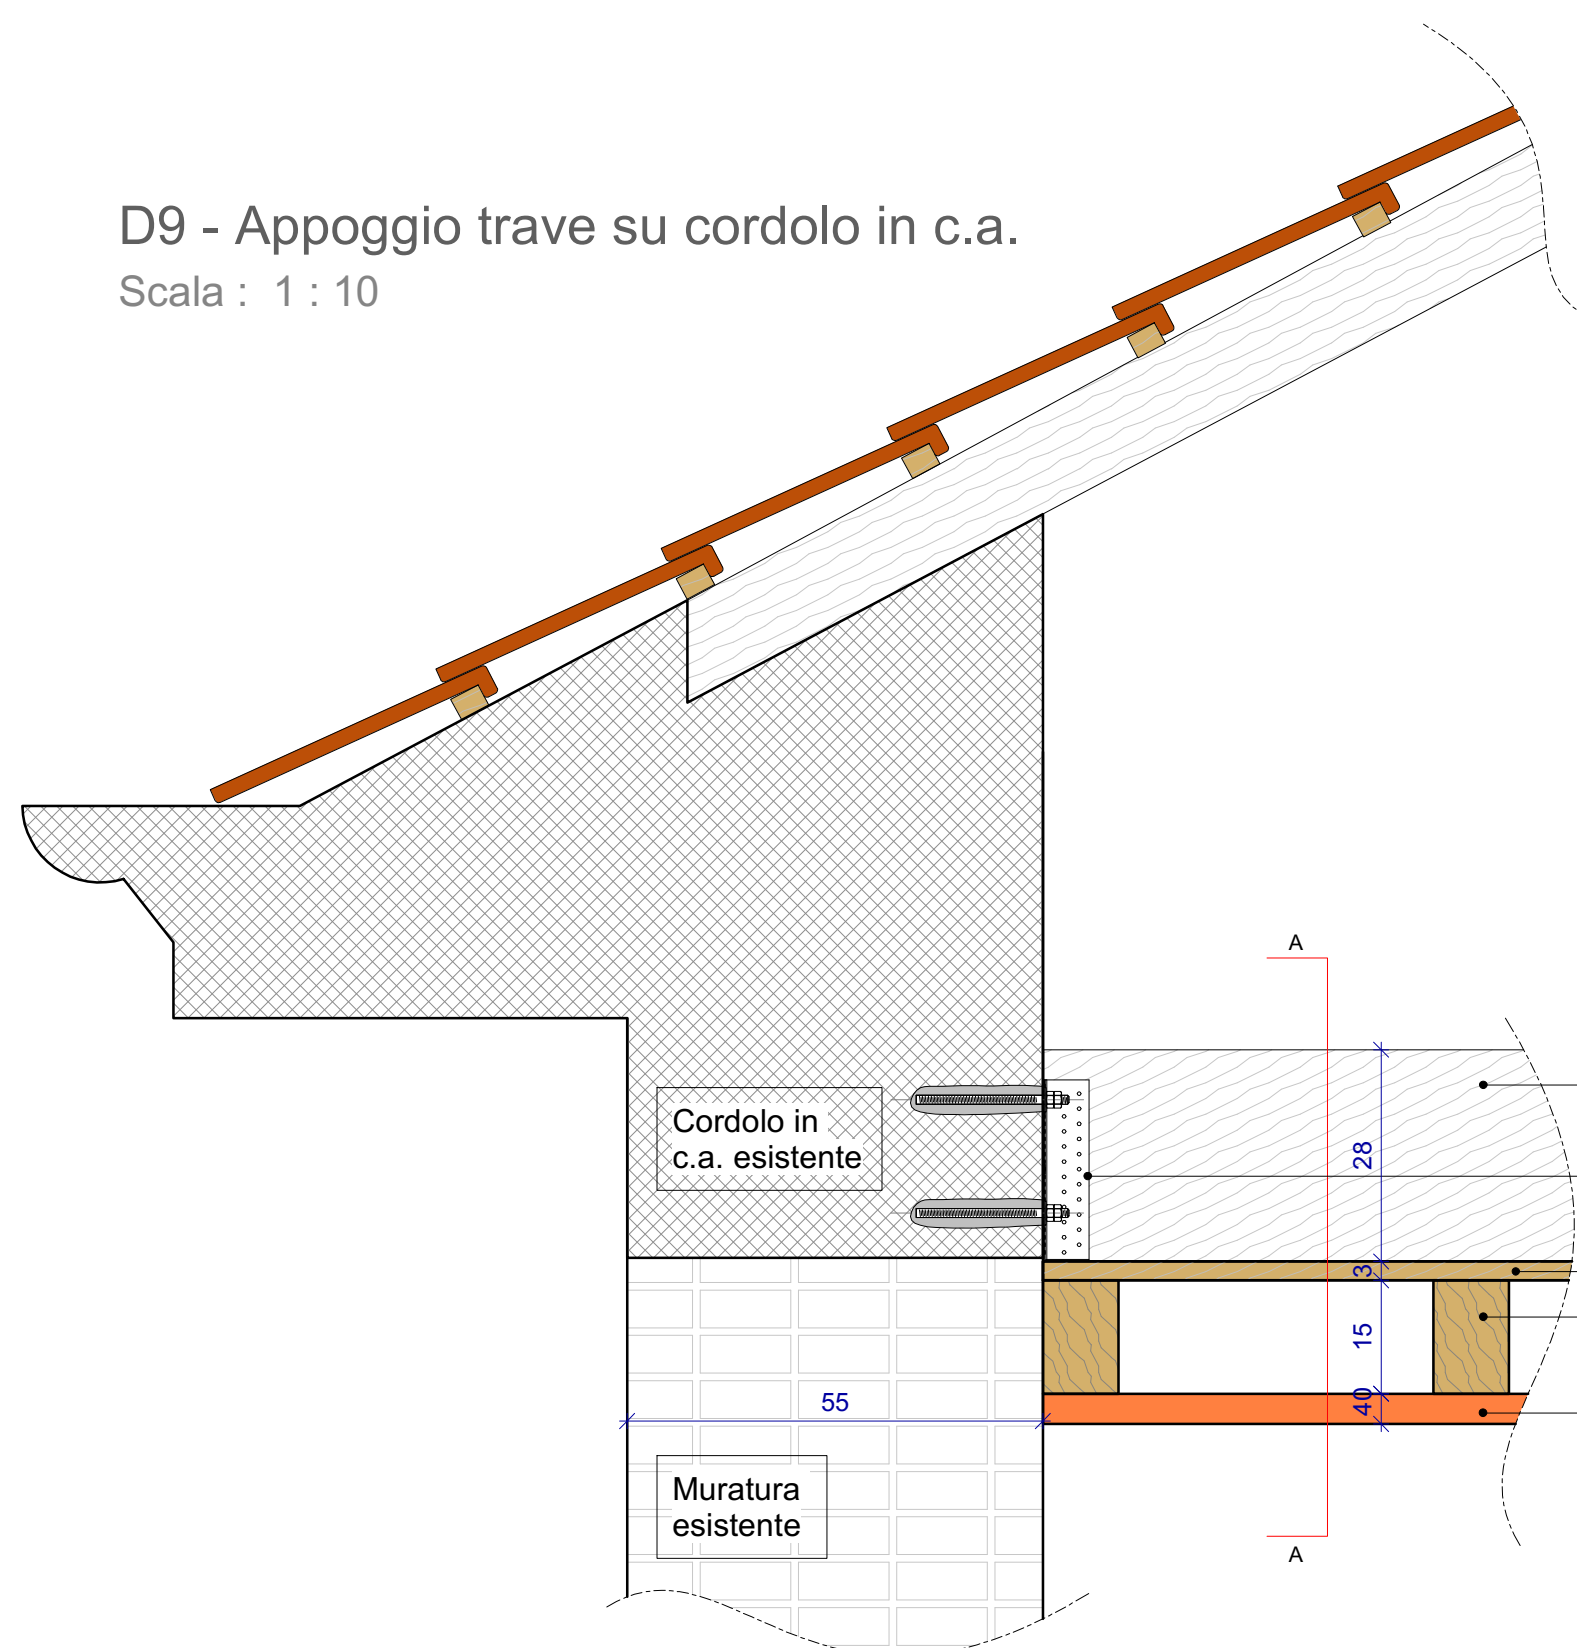 D9 - Appoggio trave su cordolo in c.a.
Scala : 1 : 10
A
Cordolo in
c.a. esistente
28
3
15
40
55
Muratura
esistente
A